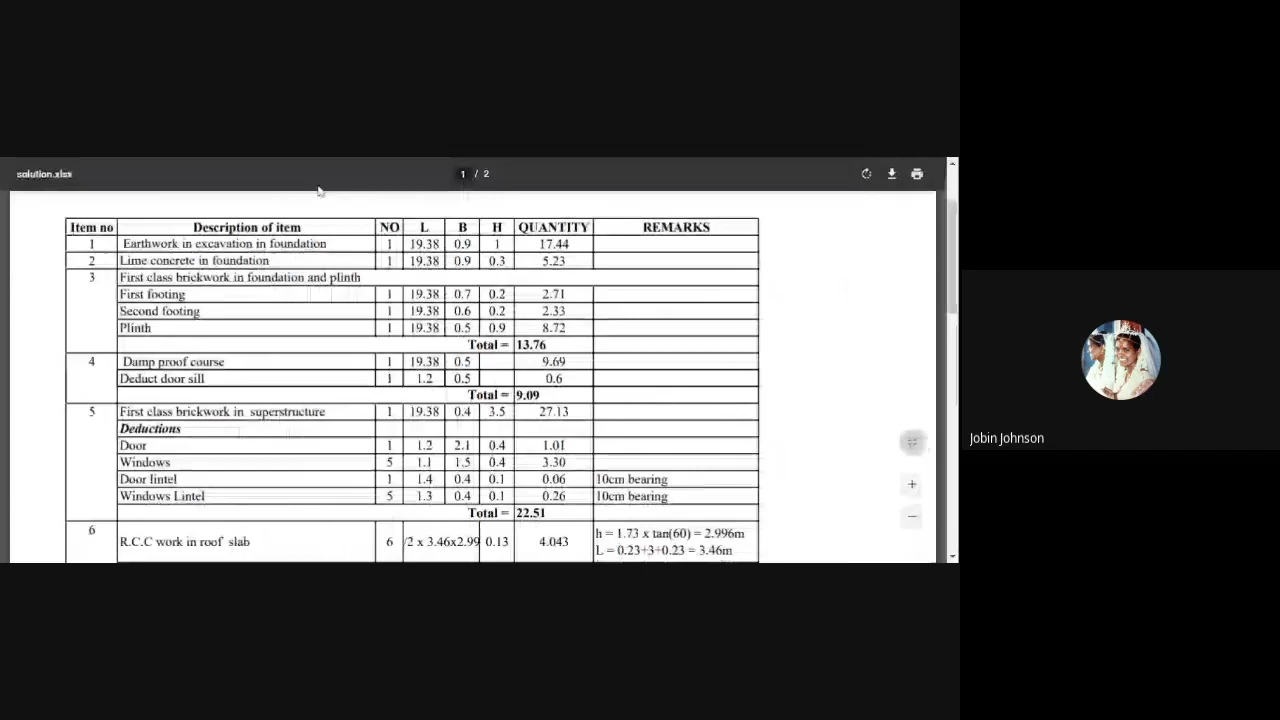 solution.xlsx
1 / 2
Item no Description of item NO L B H QUANTITY REMARKS
1 Earthwork in excavation in foundation 1 19.38 0.9 1 17.44
2 Lime concrete in foundation 1 19.38 0.9 0.3 5.23
3 First class brickwork in foundation and plinth
First footing 1 19.38 0.7 0.2 2.71
Second footing 1 19.38 0.6 0.2 2.33
Plinth 1 19.38 0.5 0.9 8.72
Total = 13.76
4 Damp proof course 1 19.38 0.5 9.69
Deduct door sill 1 1.2 0.5 0.6
Total = 9.09
5 First class brickwork in superstructure 1 19.38 0.4 3.5 27.13
Deductions
Door 1 1.2 2.1 0.4 1.01
Windows 5 1.1 1.5 0.4 3.30
Door lintel 1 1.4 0.4 0.1 0.06 10cm bearing
Windows Lintel 5 1.3 0.4 0.1 0.26 10cm bearing
Total = 22.51
6 R.C.C work in roof slab 6 /2 x 3.46x2.99 0.13 4.043 h = 1.73 x tan(60) = 2.996m
L = 0.23+3+0.23 = 3.46m
Jobin Johnson